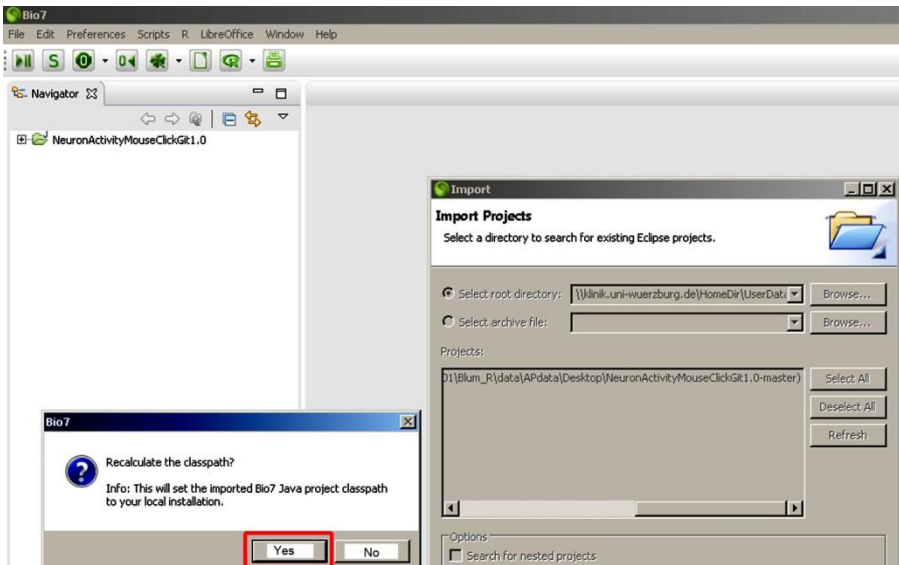 Bio7
File Edit Preferences Scripts R LibreOffice Window Help
Navigator
NeuronActivityMouseClickGit1.0
Import
Import Projects
Select a directory to search for existing Eclipse projects.
Select root directory: \\klinik.uni-wuerzburg.de\HomeDir\UserData Browse...
Select archive file: Browse...
Projects:
01\Blum_R\data\APdata\Desktop\NeuronActivityMouseClickGit1.0-master) Select All
Deselect All
Refresh
Bio7
Recalculate the classpath?
Info: This will set the imported Bio7 Java project classpath
to your local installation.
Yes No
Options
Search for nested projects